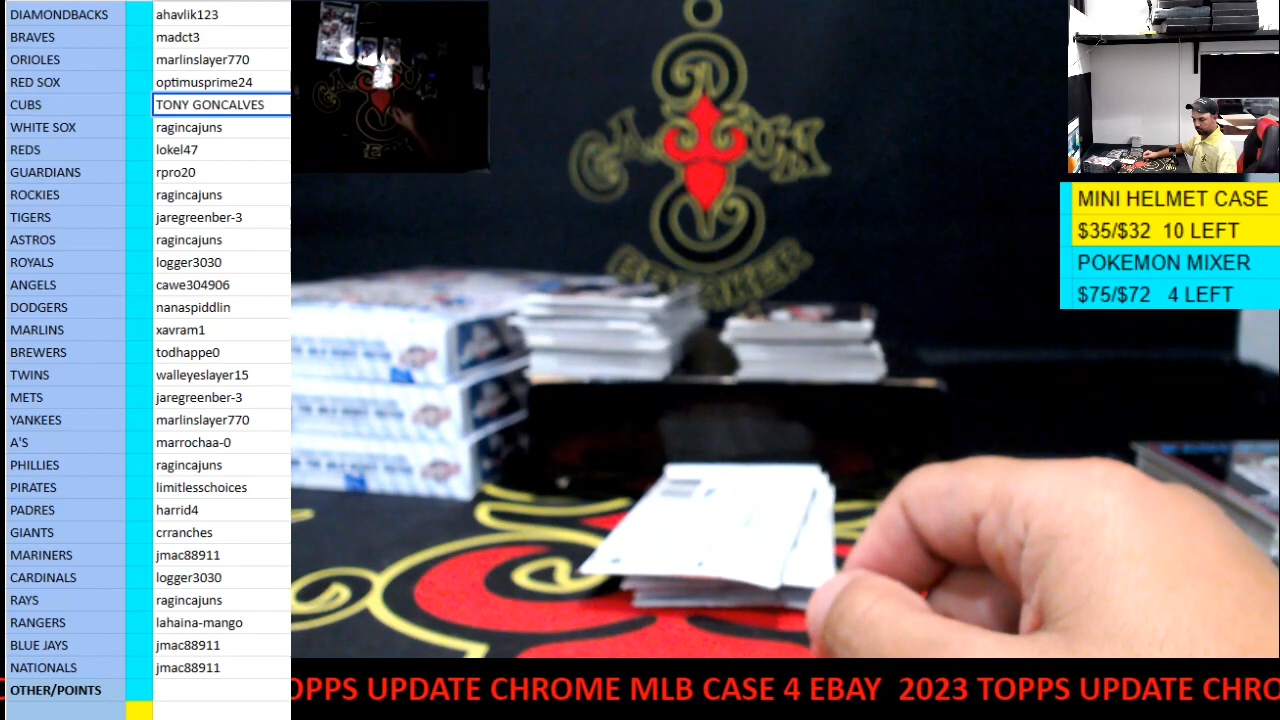 DIAMONDBACKS ahavlik123
BRAVES madct3
ORIOLES marlinslayer770
RED SOX optimusprime24
CUBS TONY GONCALVES
WHITE SOX ragincajuns
REDS lokel47
GUARDIANS rpro20
ROCKIES ragincajuns
TIGERS jaregreenber-3
ASTROS ragincajuns
ROYALS logger3030
ANGELS cawe304906
DODGERS nanaspiddlin
MARLINS xavram1
BREWERS todhappe0
TWINS walleyeslayer15
METS jaregreenber-3
YANKEES marlinslayer770
A'S marrochaa-0
PHILLIES ragincajuns
PIRATES limitlesschoices
PADRES harrid4
GIANTS crranches
MARINERS jmac88911
CARDINALS logger3030
RAYS ragincajuns
RANGERS lahaina-mango
BLUE JAYS jmac88911
NATIONALS jmac88911
OTHER/POINTS
MINI HELMET CASE
$35/$32 10 LEFT
POKEMON MIXER
$75/$72 4 LEFT
OPPS UPDATE CHROME MLB CASE 4 EBAY 2023 TOPPS UPDATE CHRO